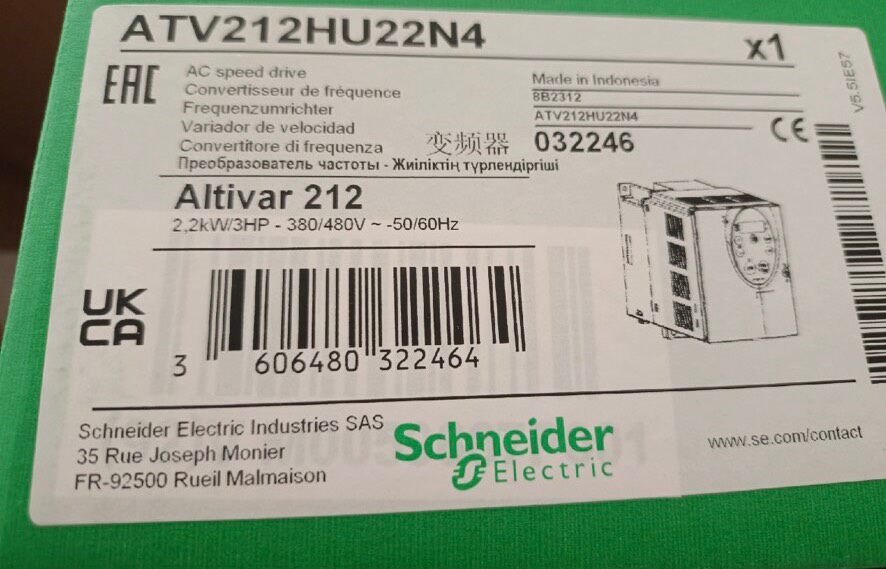 ATV212HU22N4
x1
EAC
AC speed drive
Convertisseur de fréquence
Frequenzumrichter
Variador de velocidad
Convertitore di frequenza
变频器
Преобразователь частоты - Жиіліктің түрлендіргіші
Made in Indonesia
8B2312
ATV212HU22N4
032246
CE
V5.5IE57
Altivar 212
2,2kW/3HP - 380/480V ~ -50/60Hz
UK
CA
3 606480 322464
Schneider Electric Industries SAS
35 Rue Joseph Monier
FR-92500 Rueil Malmaison
Schneider
Electric
www.se.com/contact